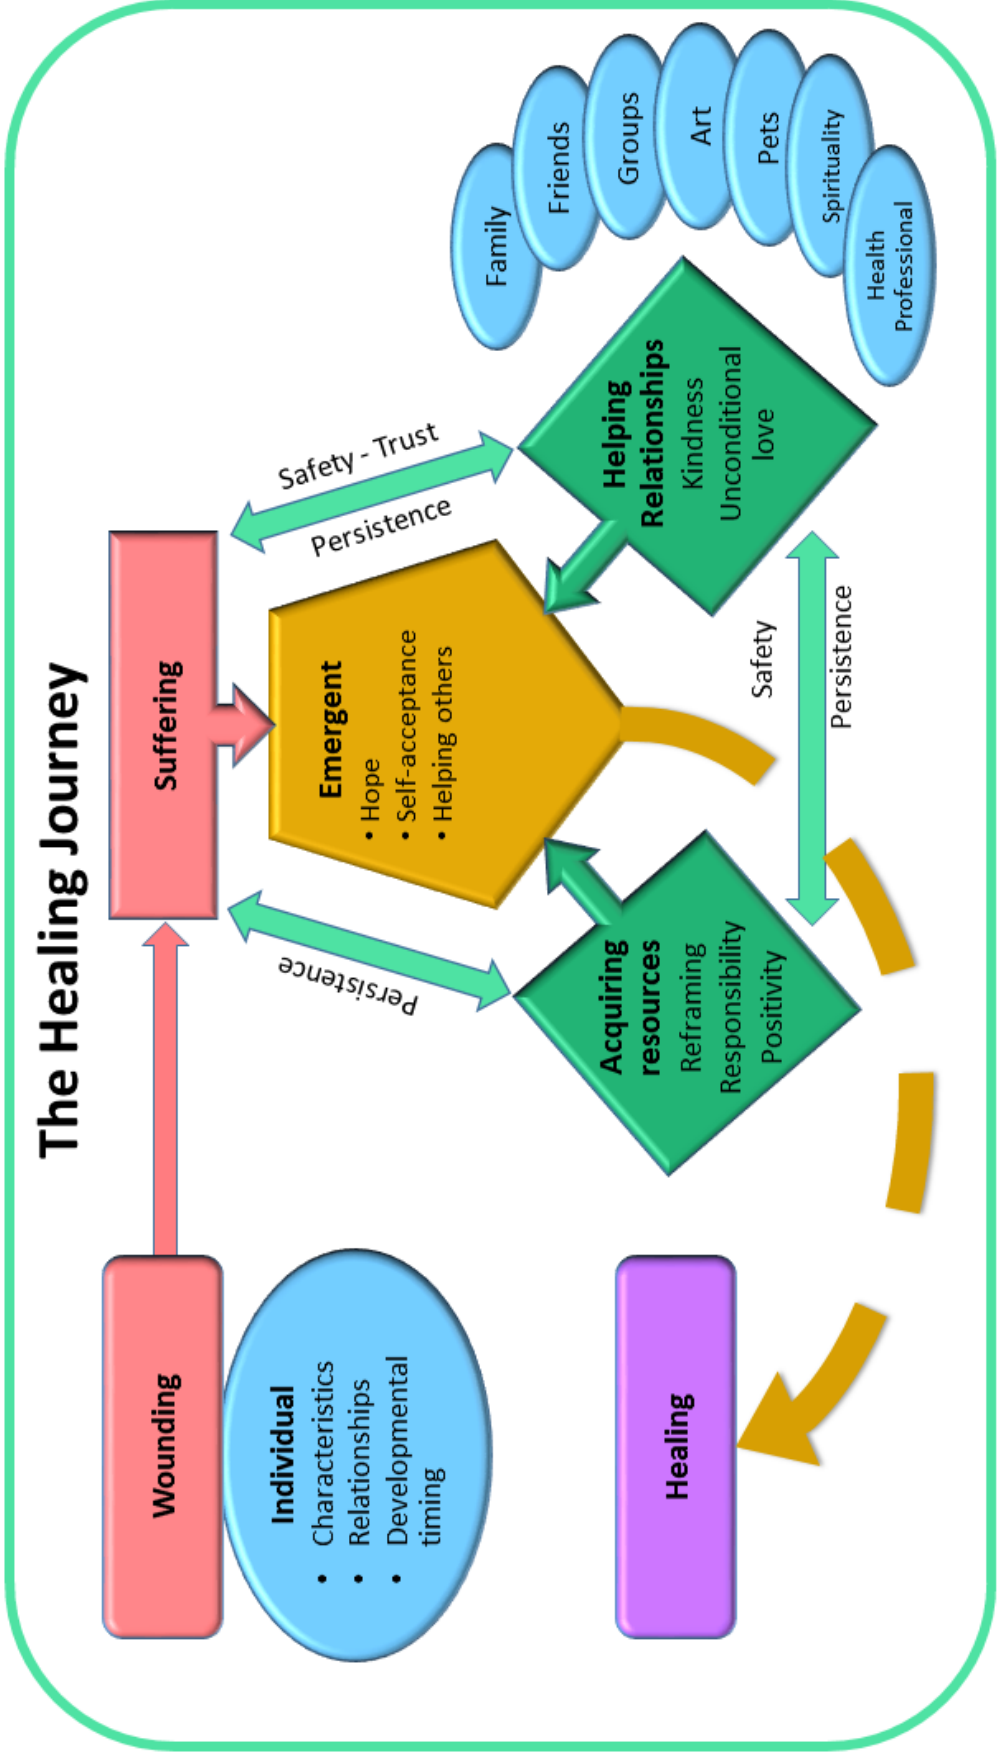 The Healing Journey
Wounding
Individual
• Characteristics
• Relationships
• Developmental
timing
Suffering
Persistence
Safety - Trust
Persistence
Emergent
• Hope
• Self-acceptance
• Helping others
Acquiring
resources
Reframing
Responsibility
Positivity
Helping
Relationships
Kindness
Unconditional
love
Safety
Persistence
Family
Friends
Groups
Art
Pets
Spirituality
Health
Professional
Healing